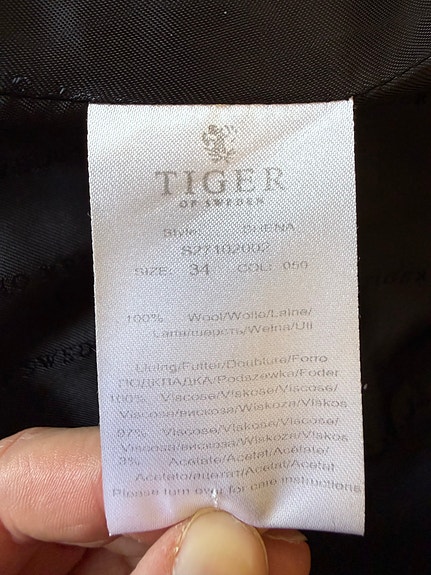 TIGER
OF SWEDEN
Style: SHENA
S27102002
SIZE: 34 COL: 050
100% Wool/Wolle/Laine/
Lana/шерсть/Wełna/Ull
Lining/Futter/Doublure/Forro
ПОДКЛАДКА/Podszewka/Foder
100% Viscose/Viskose/Viscose/
Viscosa/вискоза/Wiskoza/Viskos
97% Viscose/Viskose/Viscose/
Viscosa/вискоза/Wiskoza/Viskos
3% Acetate/Acetat/Acetate/
Acetato/ацетат/Acetat/Acetat
Please turn over for care instructions